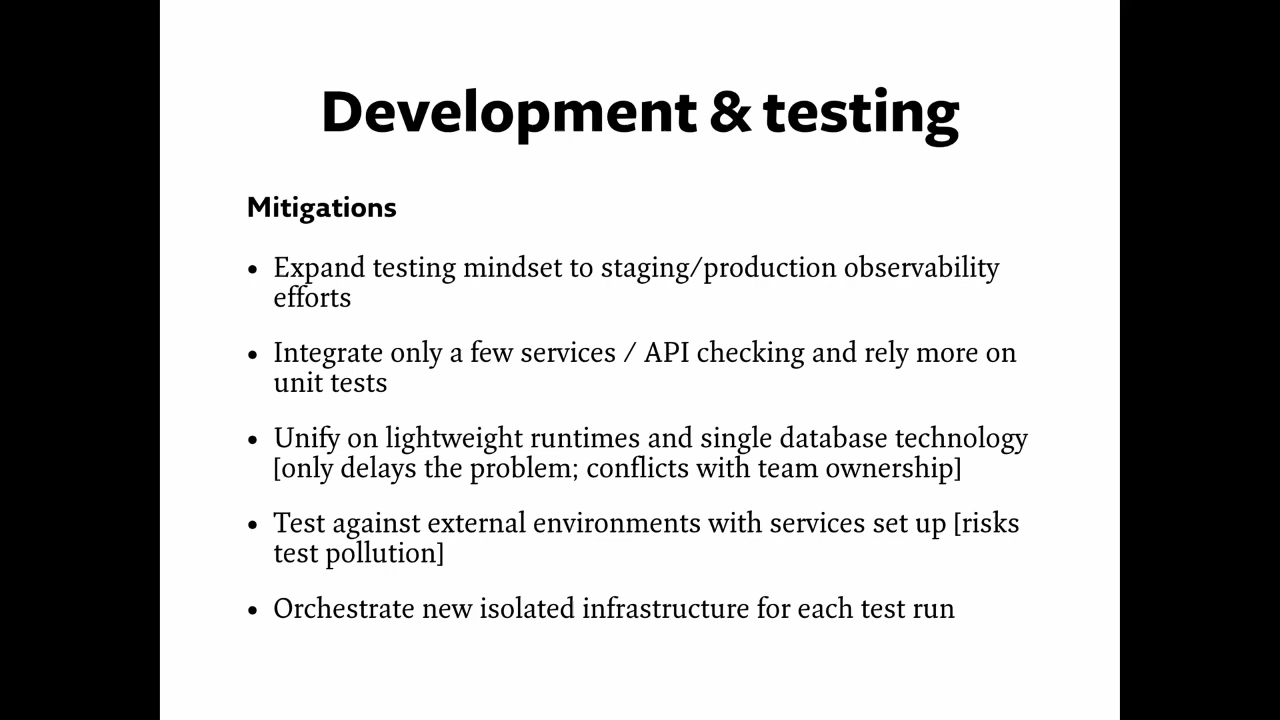 Development & testing
Mitigations
• Expand testing mindset to staging/production observability
efforts
• Integrate only a few services / API checking and rely more on
unit tests
• Unify on lightweight runtimes and single database technology
[only delays the problem; conflicts with team ownership]
• Test against external environments with services set up [risks
test pollution]
• Orchestrate new isolated infrastructure for each test run